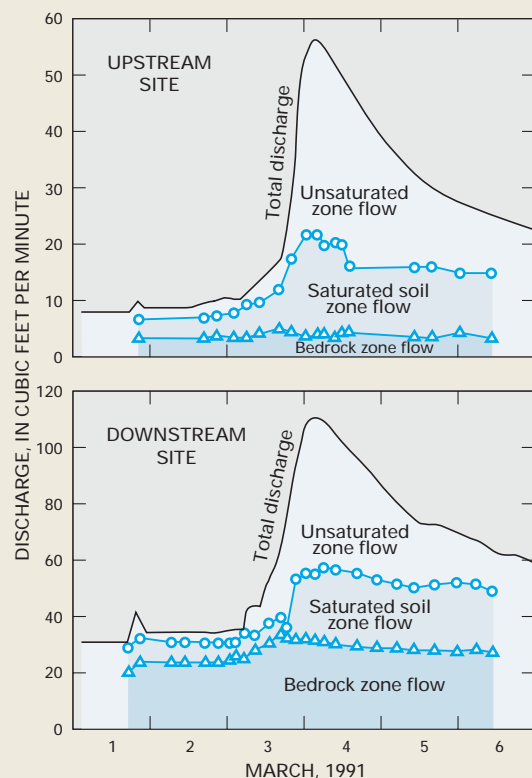 60
50
40
30
20
10
0
UPSTREAM
SITE
Total discharge
Unsaturated
zone flow
Saturated soil
zone flow
Bedrock zone flow
DISCHARGE, IN CUBIC FEET PER MINUTE
120
100
80
60
40
20
0
DOWNSTREAM
SITE
Total discharge
Unsaturated
zone flow
Saturated soil
zone flow
Bedrock zone flow
1 2 3 4 5 6
MARCH, 1991